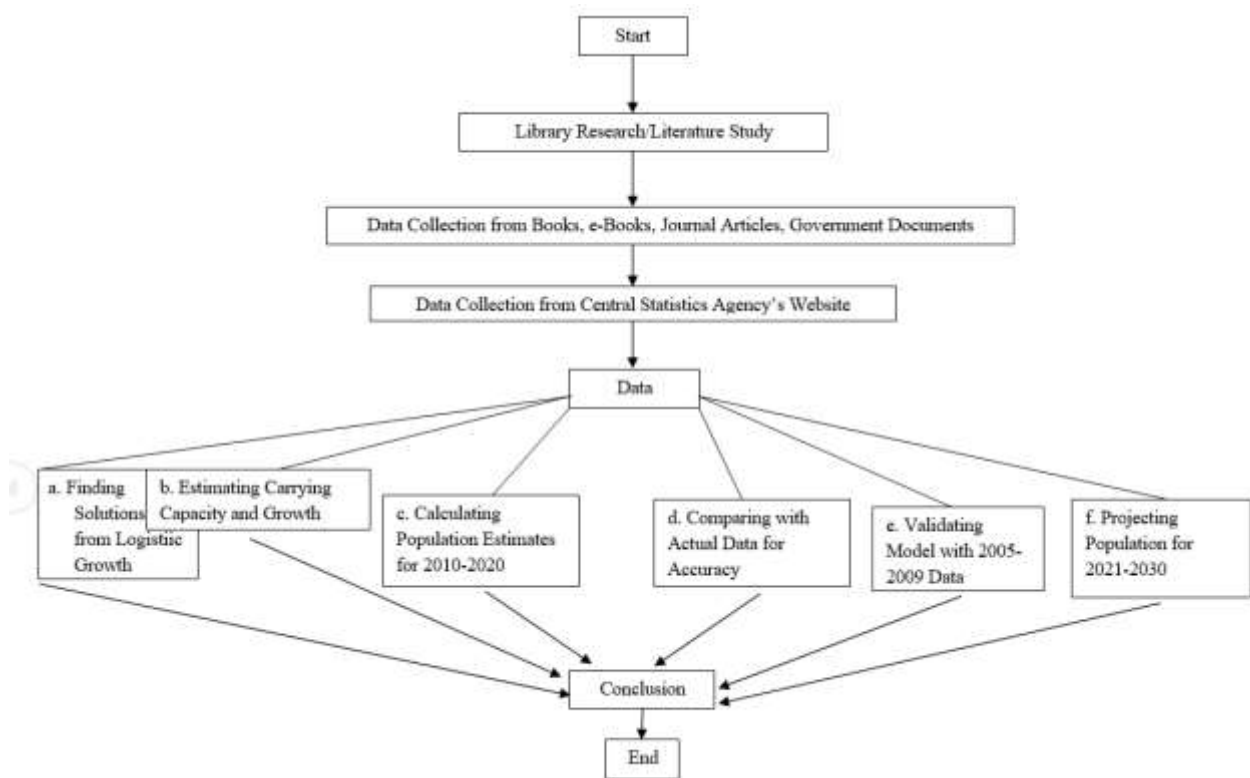 Start
Library Research/Literature Study
Data Collection from Books, e-Books, Journal Articles, Government Documents
Data Collection from Central Statistics Agency's Website
Data
a. Finding
Solutions
from Logistiic
Growth
b. Estimating Carrying
Capacity and Growth
c. Calculating
Population Estimates
for 2010-2020
d. Comparing with
Actual Data for
Accuracy
e. Validating
Model with 2005-
2009 Data
f. Projecting
Population for
2021-2030
Conclusion
End